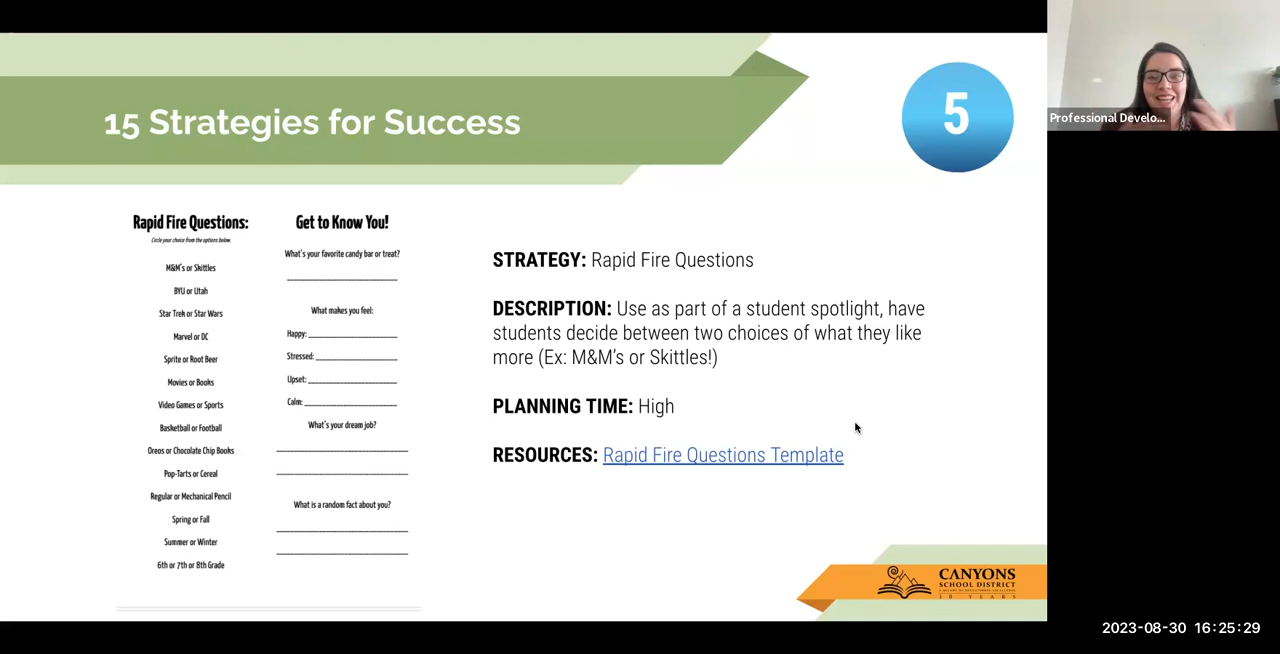 15 Strategies for Success
5
Professional Develo...
Rapid Fire Questions:
Circle your choice from the options below.
M&M's or Skittles
BYU or Utah
Star Trek or Star Wars
Marvel or DC
Sprite or Root Beer
Movies or Books
Video Games or Sports
Basketball or Football
Oreos or Chocolate Chip Books
Pop-Tarts or Cereal
Regular or Mechanical Pencil
Spring or Fall
Summer or Winter
6th or 7th or 8th Grade
Get to Know You!
What's your favorite candy bar or treat?
What makes you feel:
Happy:
Stressed:
Upset:
Calm:
What's your dream job?
What is a random fact about you?
STRATEGY: Rapid Fire Questions
DESCRIPTION: Use as part of a student spotlight, have
students decide between two choices of what they like
more (Ex: M&M's or Skittles!)
PLANNING TIME: High
RESOURCES: Rapid Fire Questions Template
CANYONS
SCHOOL DISTRICT
10 YEARS
2023-08-30 16:25:29